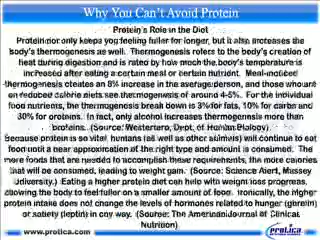 Why You Can't Avoid Protein
Protein's Role in the Diet
Protein not only keeps you feeling fuller for longer, but it also increases the
body's thermogenesis as well. Thermogenesis refers to the body's creation of
heat during digestion and is rated by how much the body's temperature is
increased after eating a certain meal or certain nutrient. Meal-induced
thermogenesis creates an 8% increase in the average person, and those whom
on reduced calorie diets see thermogenesis of around 4-5%. For the individual
food nutrients, the thermogenesis break down is 3% for fats, 10% for carbs and
30% for proteins. In fact, only alcohol increases thermogenesis more than
proteins. (Source: Westerterp, Dept. of Human Biology)
Because protein is so vital, humans (all as well as other animals) will continue to eat
food until a near approximation of the right type and amount is consumed. The
more foods that are needed to accomplish these requirements, the more calories
that will be consumed, leading to weight gain. (Source: Science Alert, Massey
University.) Eating a higher protein diet can help with weight loss progress,
allowing the body to feel fuller on a smaller amount of food. Ironically, the higher
protein intake does not change the levels of hormones related to hunger (ghrelin)
or satiety (leptin) in any way. (Source: The American Journal of Clinical
Nutrition)
www.protica.com
protica